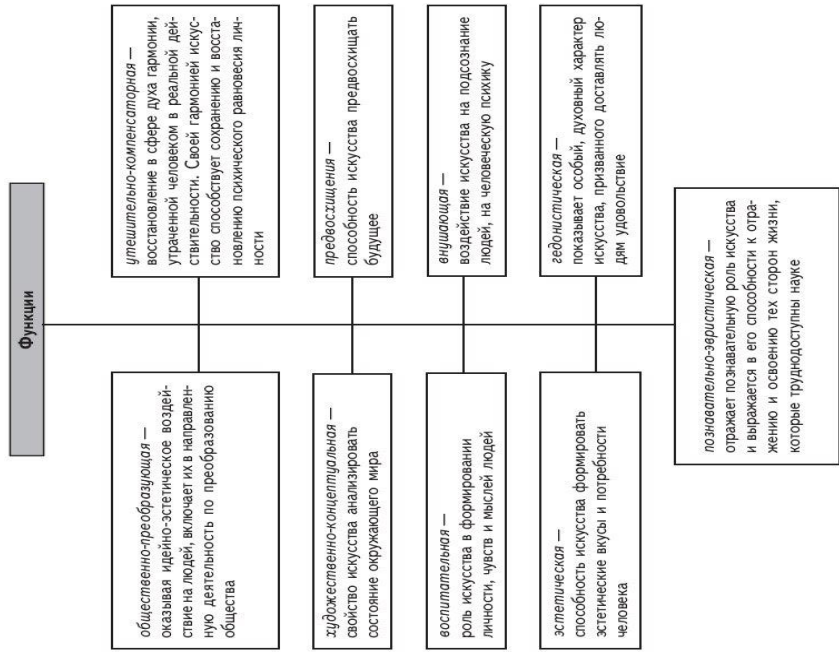 Функции
общественно-преобразующая —
оказывая идейно-эстетическое воздей-
ствие на людей, включает их в направлен-
ную деятельность по преобразованию
общества
утешительно-компенсаторная —
восстановление в сфере духа гармонии,
утраченной человеком в реальной дей-
ствительности. Своей гармонией искус-
ство способствует сохранению и восста-
новлению психического равновесия лич-
ности
художественно-концептуальная —
свойство искусства анализировать
состояние окружающего мира
предвосхищения —
способность искусства предвосхищать
будущее
воспитательная —
роль искусства в формировании
личности, чувств и мыслей людей
внушающая —
воздействие искусства на подсознание
людей, на человеческую психику
эстетическая —
способность искусства формировать
эстетические вкусы и потребности
человека
гедонистическая —
показывает особый, духовный характер
искусства, призванного доставлять лю-
дям удовольствие
познавательно-эвристическая —
отражает познавательную роль искусства
и выражается в его способности к отра-
жению и освоению тех сторон жизни,
которые труднодоступны науке